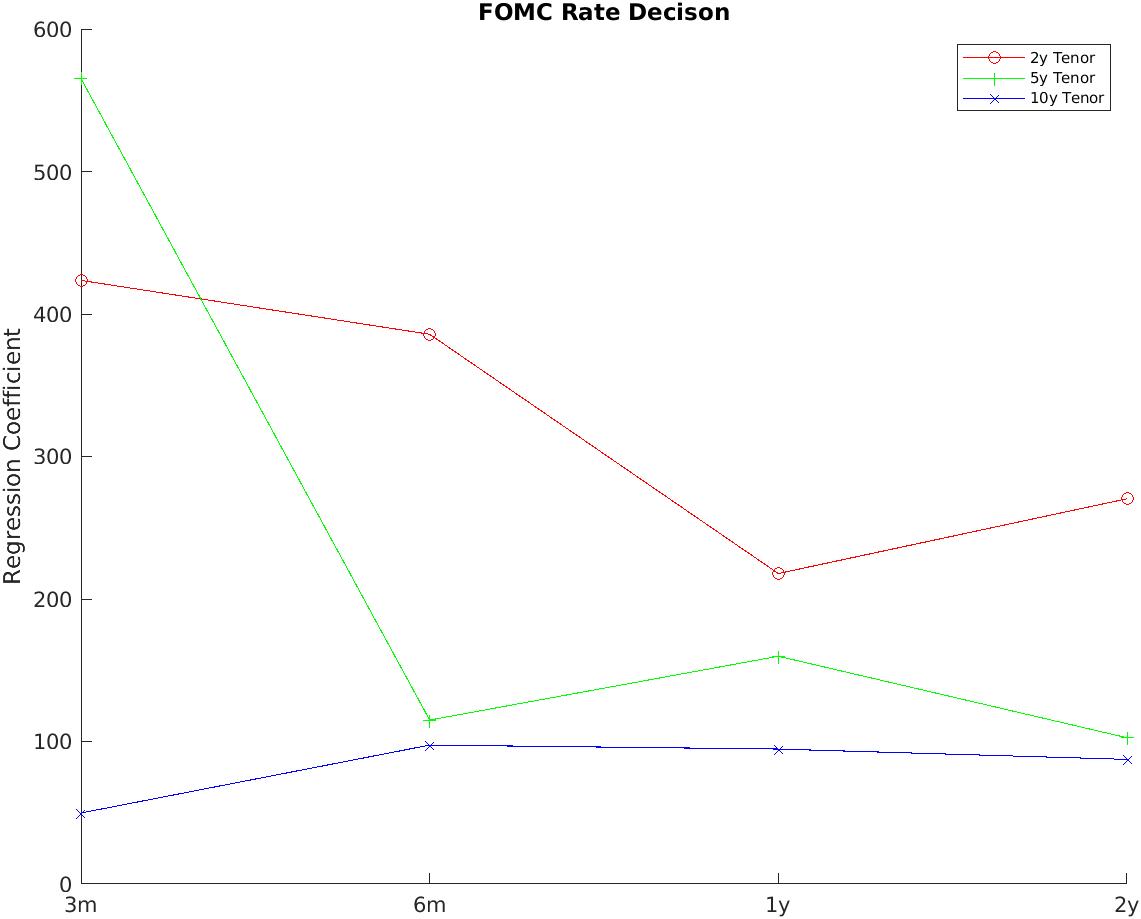 FOMC Rate Decison
600
500
400
300
200
100
0
Regression Coefficient
3m
6m
1y
2y
2y Tenor
5y Tenor
10y Tenor